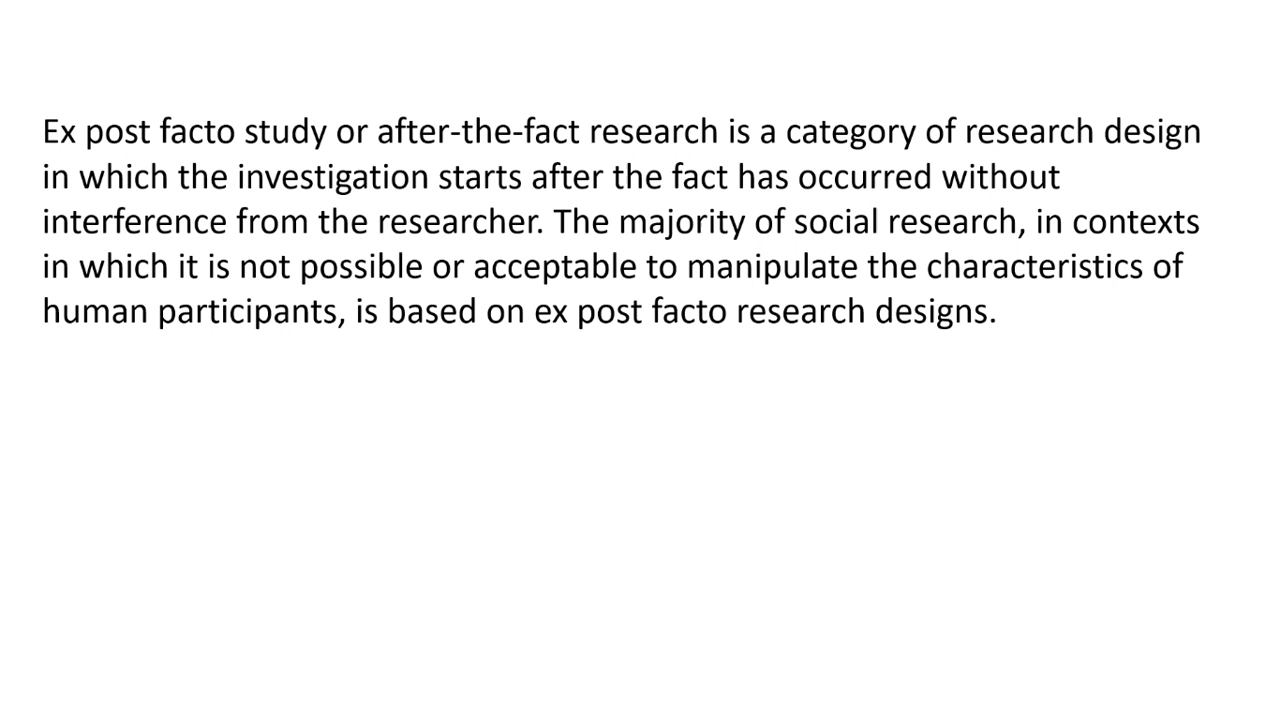 Ex post facto study or after-the-fact research is a category of research design
in which the investigation starts after the fact has occurred without
interference from the researcher. The majority of social research, in contexts
in which it is not possible or acceptable to manipulate the characteristics of
human participants, is based on ex post facto research designs.